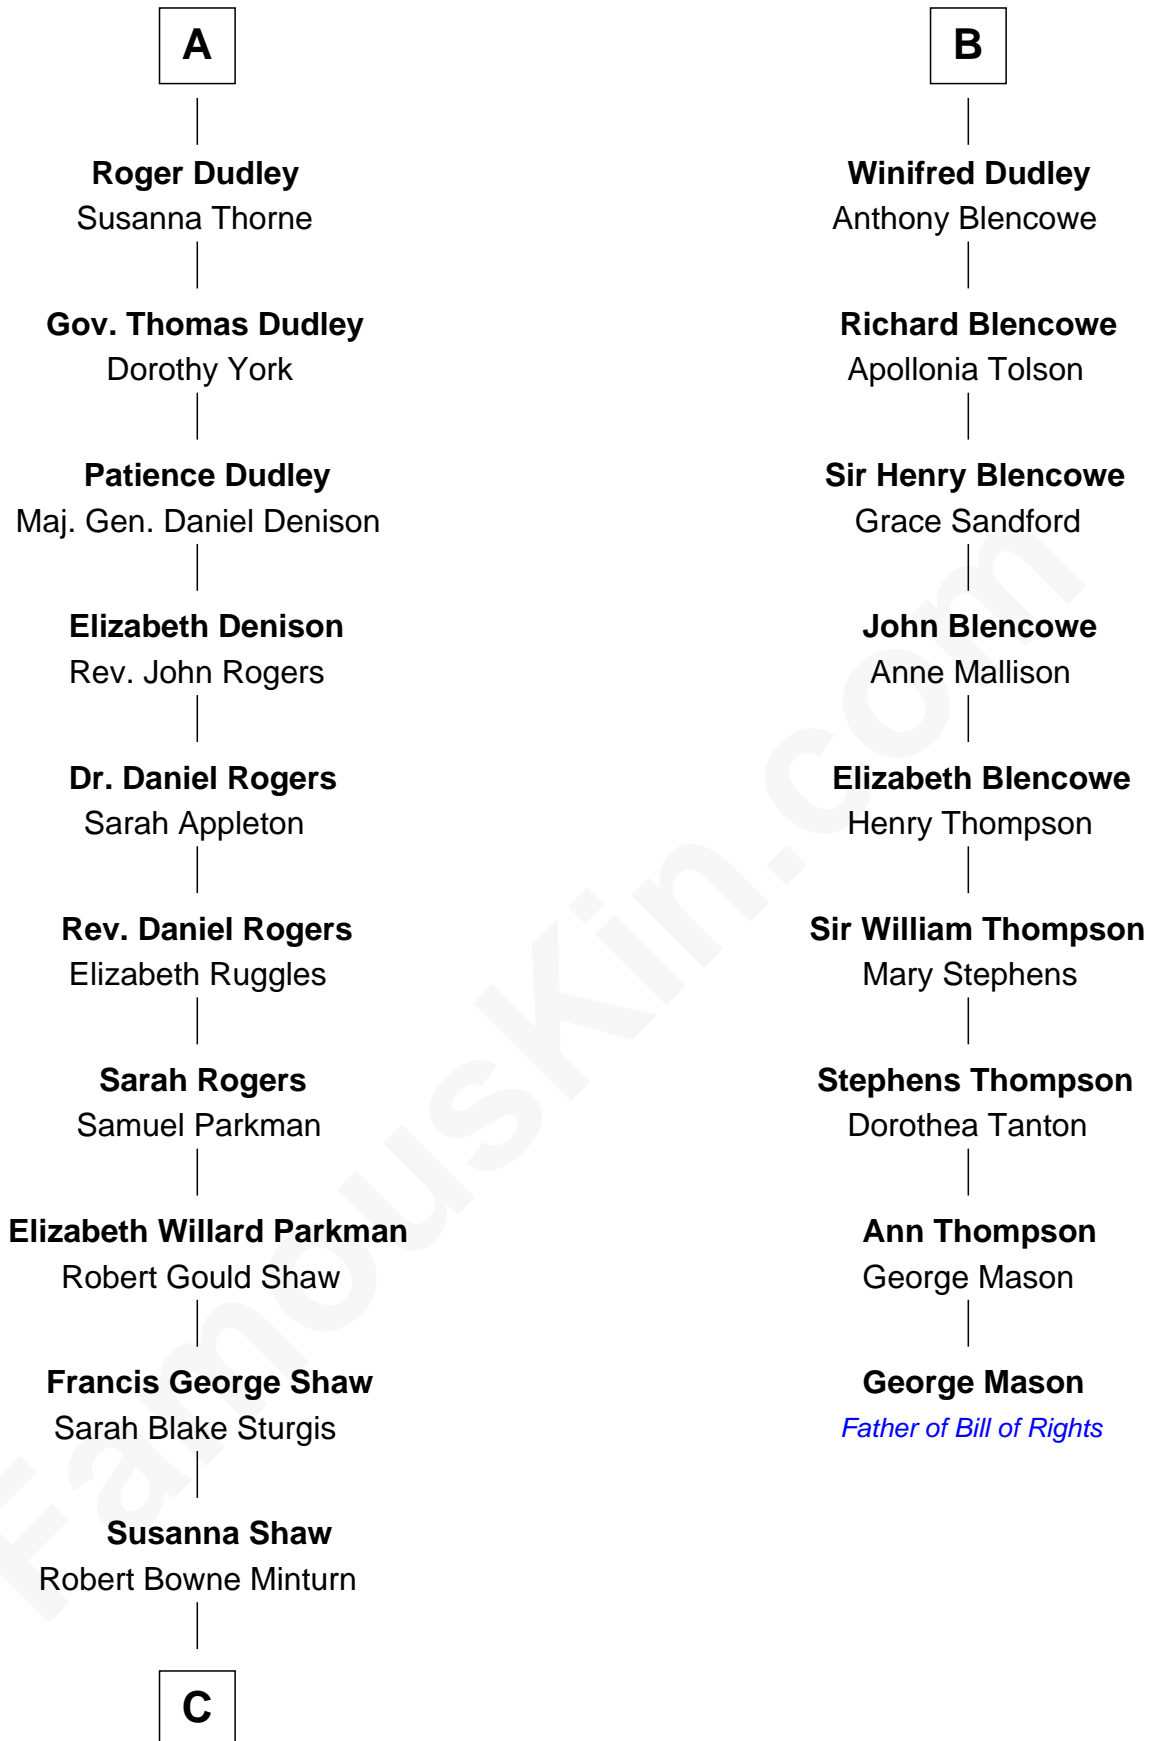 A
Roger Dudley
Susanna Thorne
Gov. Thomas Dudley
Dorothy York
Patience Dudley
Maj. Gen. Daniel Denison
Elizabeth Denison
Rev. John Rogers
Dr. Daniel Rogers
Sarah Appleton
Rev. Daniel Rogers
Elizabeth Ruggles
Sarah Rogers
Samuel Parkman
Elizabeth Willard Parkman
Robert Gould Shaw
Francis George Shaw
Sarah Blake Sturgis
Susanna Shaw
Robert Bowne Minturn
C
B
Winifred Dudley
Anthony Blencowe
Richard Blencowe
Apollonia Tolson
Sir Henry Blencowe
Grace Sandford
John Blencowe
Anne Mallison
Elizabeth Blencowe
Henry Thompson
Sir William Thompson
Mary Stephens
Stephens Thompson
Dorothea Tanton
Ann Thompson
George Mason
George Mason
Father of Bill of Rights
FamousKin.com